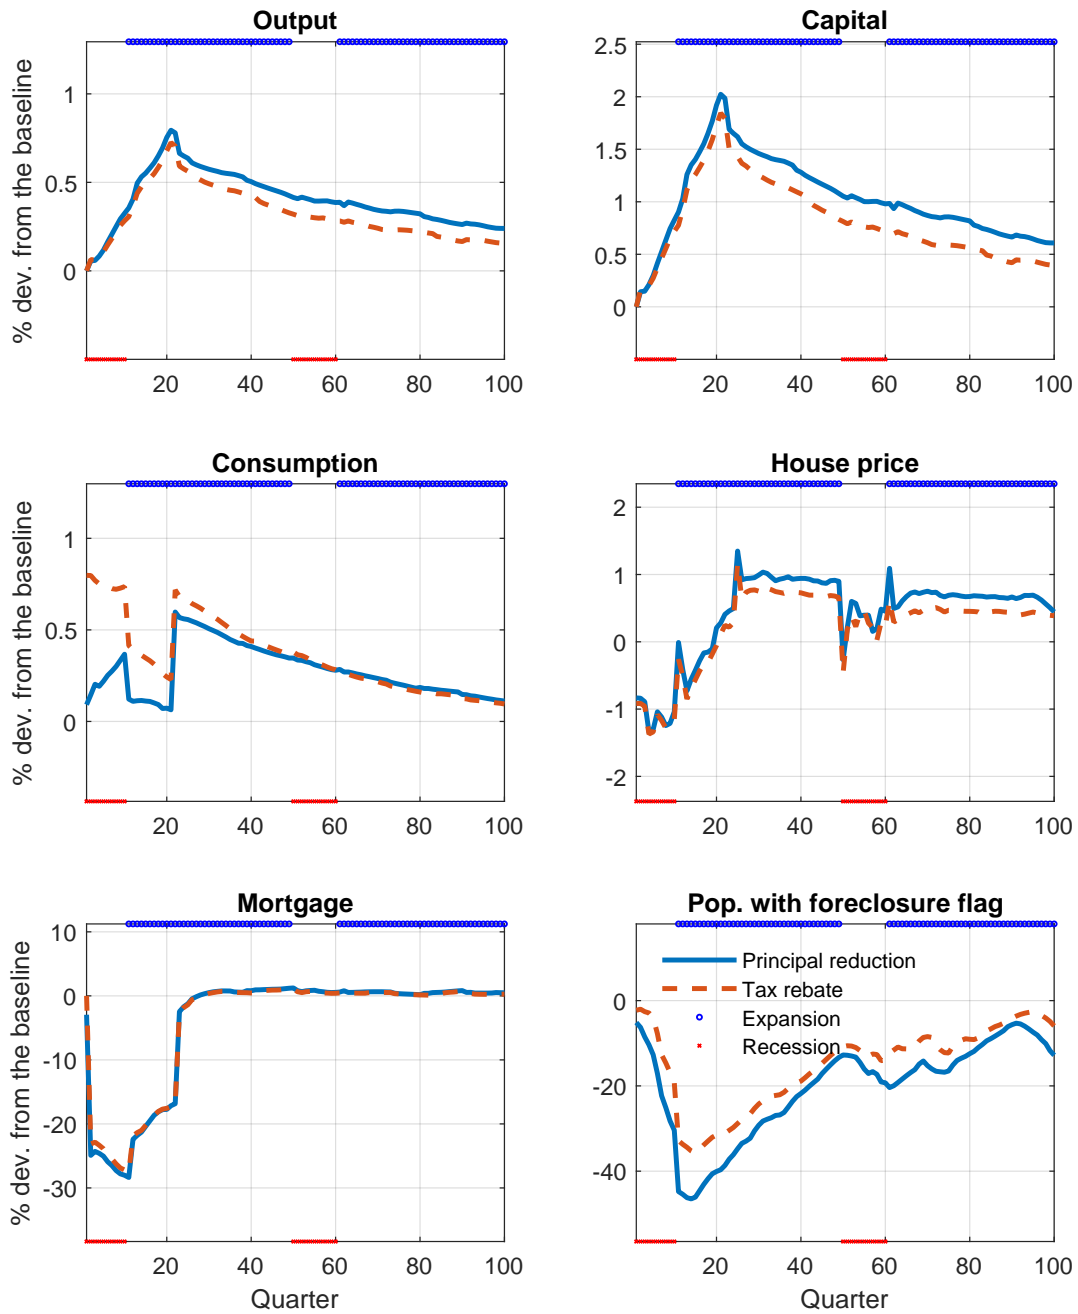 Output
% dev. from the baseline
1
0.5
0
20 40 60 80 100
Capital
2.5
2
1.5
1
0.5
0
20 40 60 80 100
Consumption
% dev. from the baseline
1
0.5
0
20 40 60 80 100
House price
2
1
0
-1
-2
20 40 60 80 100
Mortgage
% dev. from the baseline
10
0
-10
-20
-30
20 40 60 80 100
Quarter
Pop. with foreclosure flag
Principal reduction
Tax rebate
Expansion
Recession
0
-20
-40
20 40 60 80 100
Quarter